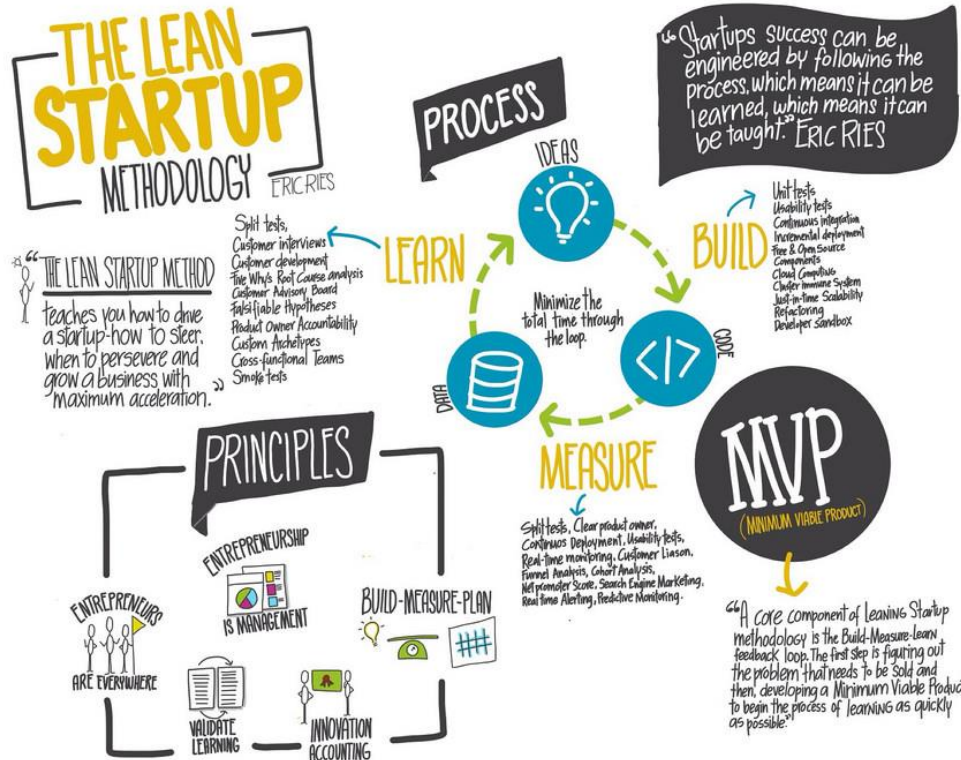 THE LEAN
STARTUP
METHODOLOGY
ERIC RIES
"THE LEAN STARTUP METHOD
teaches you how to drive
a startup-how to steer,
when to persevere and
grow a business with
maximum acceleration."
PROCESS
IDEAS
CODE
DATA
Minimize the
total time through
the loop.
LEARN
Split tests,
Customer interviews
Customer development
Five Why's Root Course analysis
Customer Advisory Board
Falsifiable Hypotheses
Product Owner Accountability
Custom Archetypes
Cross-functional Teams
Smoke tests
BUILD
Unit tests
Usability tests
Continuous integration
Incremental deployment
Free & Open Source
Components
Cloud Computing
Cluster immune System
Just-in-time Scalability
Refactoring
Developer sandbox
MEASURE
Split tests, Clear product owner,
Continuos Deployment, Usability tests,
Real-time monitoring, Customer Liason,
Funnel Analysis, Cohort Analysis,
Net promoter Score, Search Engine Marketing,
Real time Alerting, Predictive Monitoring.
"Startups success can be
engineered by following the
process, which means it can be
learned, which means it can
be taught." ERIC RIES
PRINCIPLES
ENTREPRENEURS
ARE EVERYWHERE
ENTREPRENEURSHIP
IS MANAGEMENT
VALIDATE
LEARNING
INNOVATION
ACCOUNTING
BUILD-MEASURE-PLAN
MVP
(MINIMUM VIABLE PRODUCT)
"A core component of leaning Startup
methodology is the Build-Measure-learn
feedback loop. The first step is figuring out
the problem that needs to be sold and
then, developing a Minimum Viable Produc
to begin the process of learning as quickly
as possible."